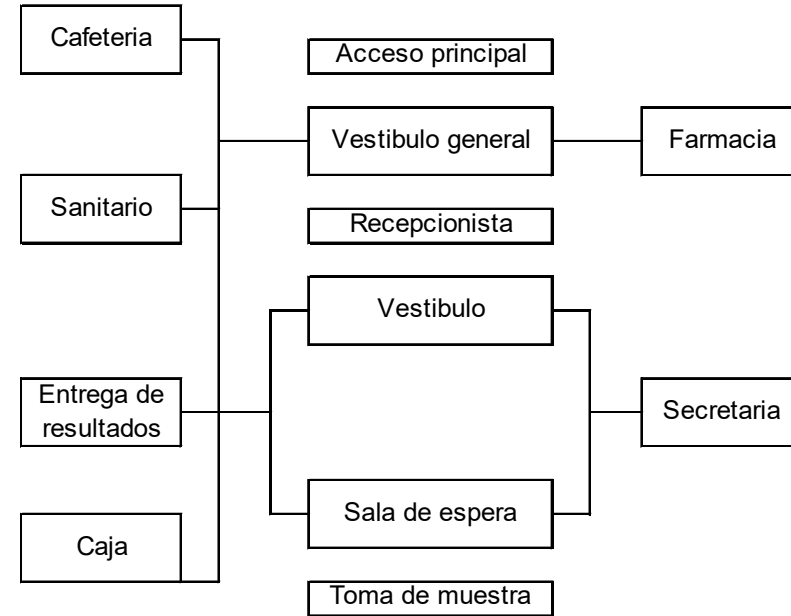 Cafeteria
Acceso principal
Vestibulo general
Farmacia
Sanitario
Recepcionista
Vestibulo
Entrega de
resultados
Secretaria
Sala de espera
Caja
Toma de muestra